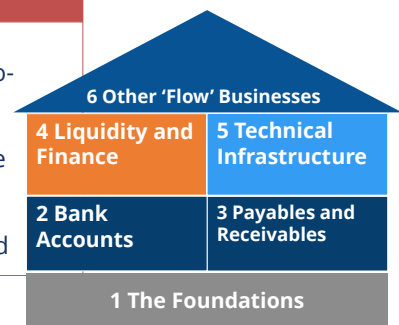 6 Other ‘Flow’ Businesses
4 Liquidity and
Finance
5 Technical
Infrastructure
2 Bank
Accounts
3 Payables and
Receivables
1 The Foundations